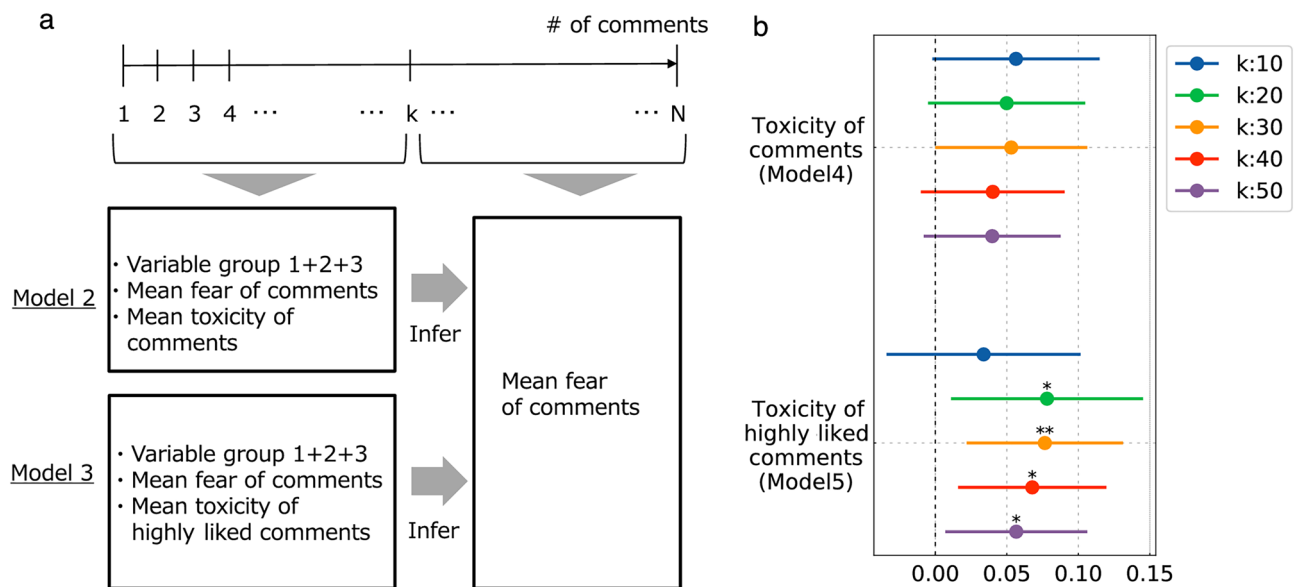 a
# of comments
1 2 3 4 ··· ··· k ··· ··· N
Model 2
· Variable group 1+2+3
· Mean fear of comments
· Mean toxicity of
comments
Infer
Model 3
· Variable group 1+2+3
· Mean fear of comments
· Mean toxicity of
highly liked comments
Infer
Mean fear
of comments
b
Toxicity of
comments
(Model4)
Toxicity of
highly liked
comments
(Model5)
*
**
*
*
0.00 0.05 0.10 0.15
k:10
k:20
k:30
k:40
k:50